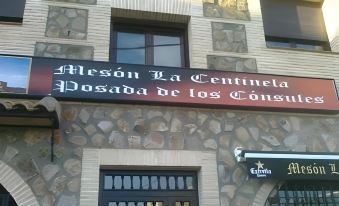 Mesón La Centinela
Posada de los Cónsules
Estrella
Mesón L